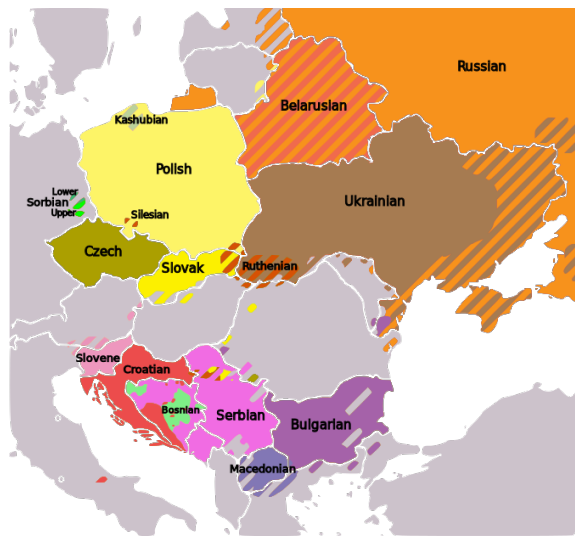 Russian
Belarusian
Kashubian
Polish
Lower
Sorbian
Upper
Ukrainian
Silesian
Czech
Slovak
Ruthenian
Slovene
Croatian
Bosnian
Serbian
Bulgarian
Macedonian